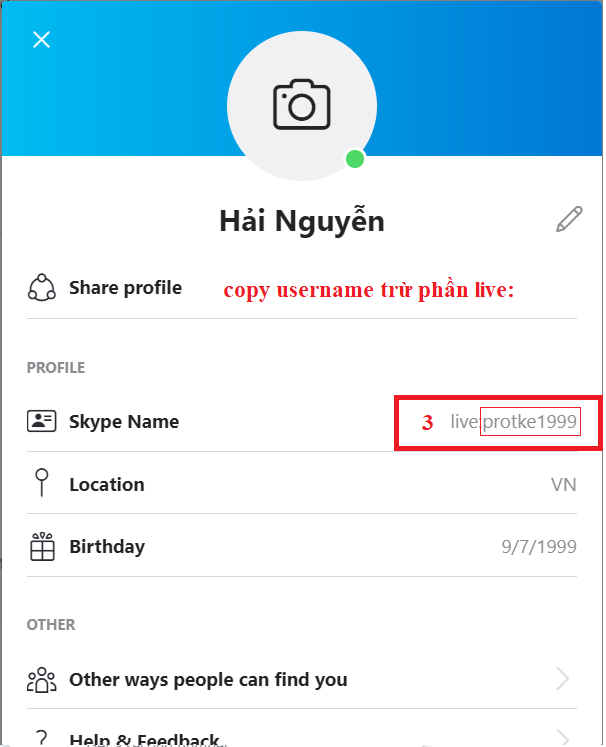 Hải Nguyễn
Share profile
copy username trừ phần live:
PROFILE
Skype Name
3 live:protke1999
Location VN
Birthday 9/7/1999
OTHER
Other ways people can find you
Help & Feedback